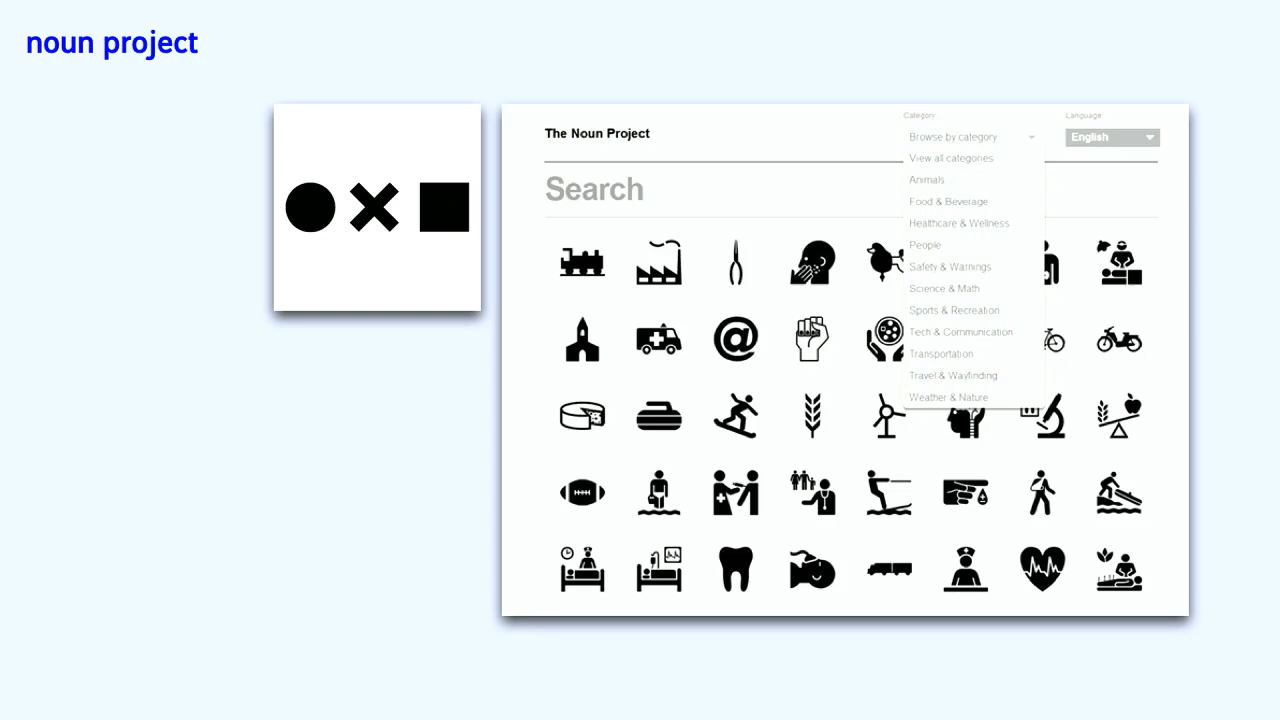 noun project
The Noun Project
Category
Browse by category
View all categories
Animals
Food & Beverage
Healthcare & Wellness
People
Safety & Warnings
Science & Math
Sports & Recreation
Tech & Communication
Transportation
Travel & Wayfinding
Weather & Nature
Language
English
Search
@